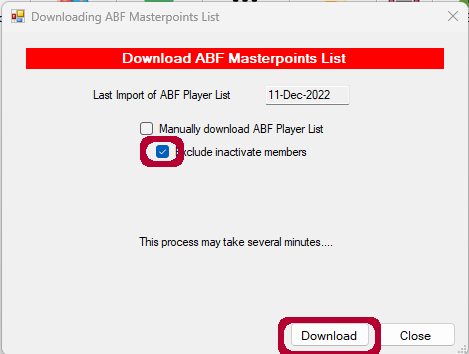 Downloading ABF Masterpoints List
Download ABF Masterpoints List
Last Import of ABF Player List 11-Dec-2022
Manually download ABF Player List
xclude inactivate members
This process may take several minutes....
Download Close